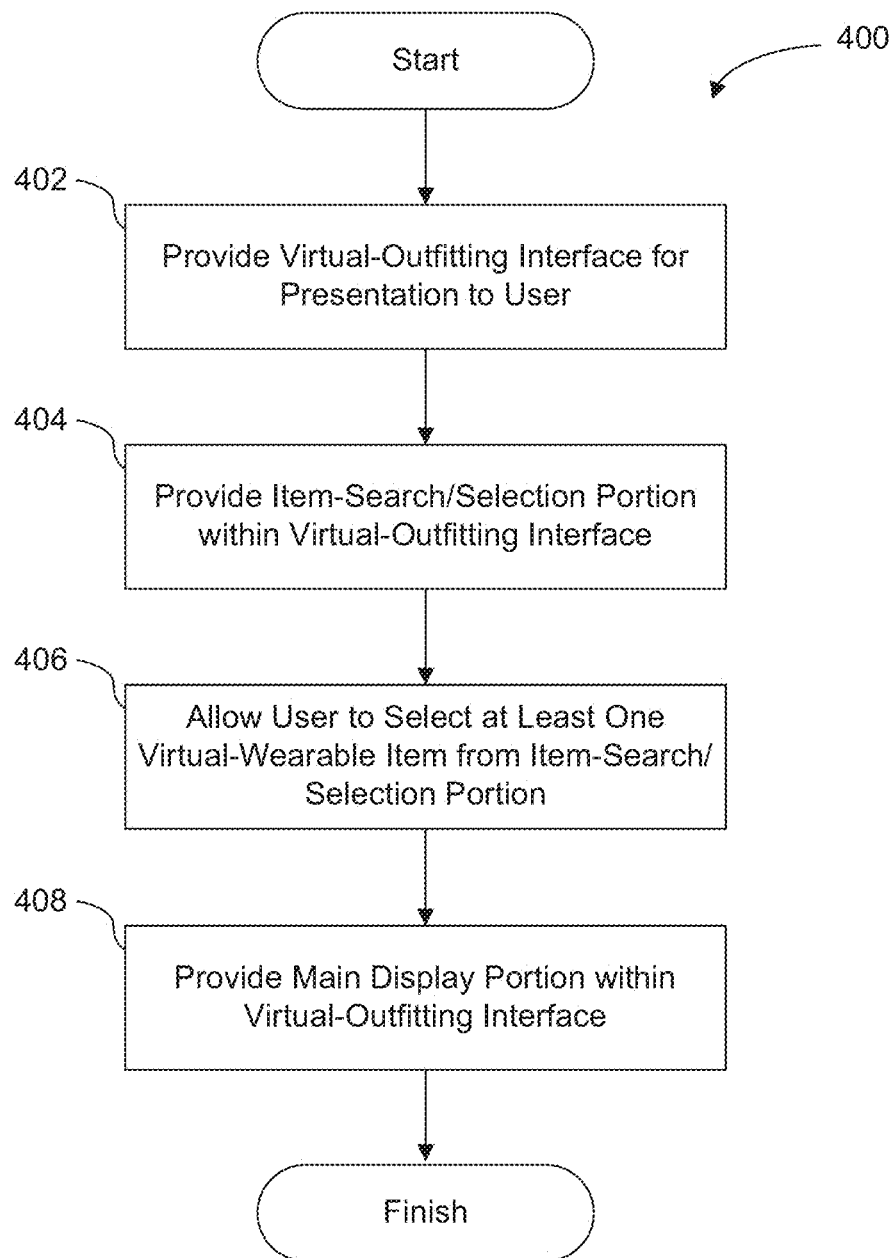 Start
400
402
Provide Virtual-Outfitting Interface for
Presentation to User
404
Provide Item-Search/Selection Portion
within Virtual-Outfitting Interface
406
Allow User to Select at Least One
Virtual-Wearable Item from Item-Search/
Selection Portion
408
Provide Main Display Portion within
Virtual-Outfitting Interface
Finish